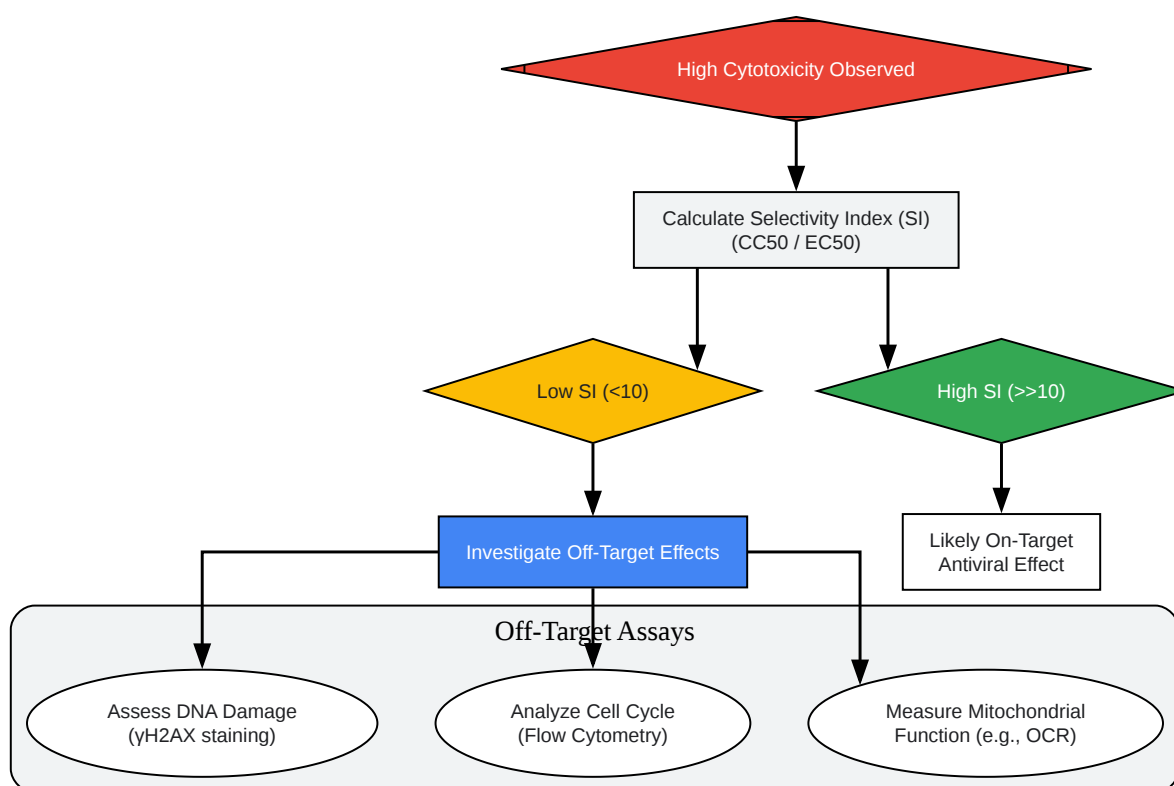 High Cytotoxicity Observed
Calculate Selectivity Index (SI)
(CC50 / EC50)
Low SI (<10)
High SI (>>10)
Investigate Off-Target Effects
Likely On-Target
Antiviral Effect
Off-Target Assays
Assess DNA Damage
(γH2AX staining)
Analyze Cell Cycle
(Flow Cytometry)
Measure Mitochondrial
Function (e.g., OCR)